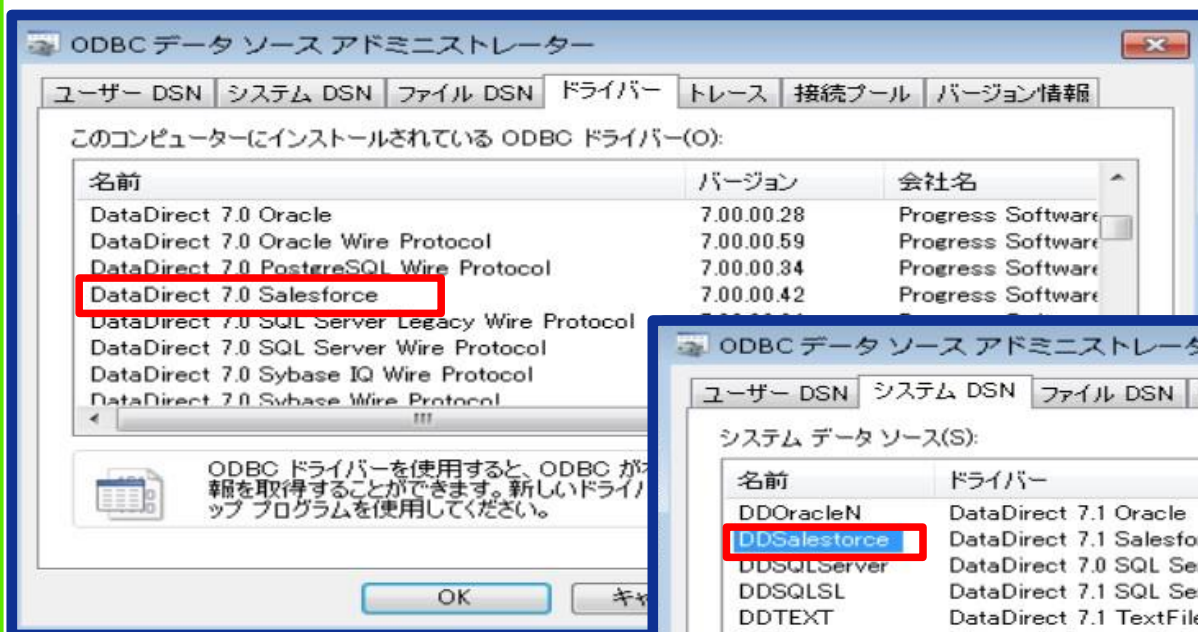 ODBC データ ソース アドミニストレーター
ユーザー DSN システム DSN ファイル DSN ドライバー トレース 接続プール バージョン情報
このコンピューターにインストールされている ODBC ドライバー(O):
名前 バージョン 会社名
DataDirect 7.0 Oracle 7.00.00.28 Progress Software
DataDirect 7.0 Oracle Wire Protocol 7.00.00.59 Progress Software
DataDirect 7.0 PostgreSQL Wire Protocol 7.00.00.34 Progress Software
DataDirect 7.0 Salesforce 7.00.00.42 Progress Software
DataDirect 7.0 SQL Server Legacy Wire Protocol
DataDirect 7.0 SQL Server Wire Protocol
DataDirect 7.0 Sybase IQ Wire Protocol
DataDirect 7.0 Sybase Wire Protocol
ODBC ドライバーを使用すると、ODBC が
報を取得することができます。新しいドライ
ップ プログラムを使用してください。
OK キャ
ODBC データ ソース アドミニストレータ
ユーザー DSN システム DSN ファイル DSN
システム データ ソース(S):
名前 ドライバー
DDOracleN DataDirect 7.1 Oracle
DDSalestorce DataDirect 7.1 Salesfo
DDSQLServer DataDirect 7.0 SQL Se
DDSQLSL DataDirect 7.1 SQL Se
DDTEXT DataDirect 7.1 TextFile